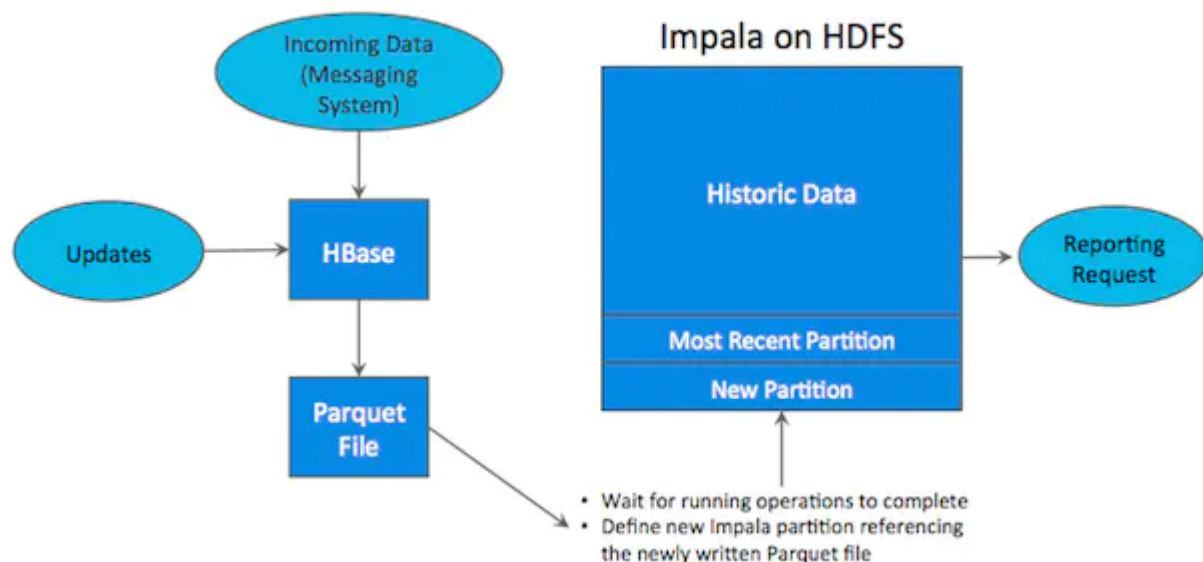 Incoming Data
(Messaging
System)
Impala on HDFS
Historic Data
Updates
HBase
Reporting
Request
Most Recent Partition
New Partition
Parquet
File
• Wait for running operations to complete
• Define new Impala partition referencing
the newly written Parquet file